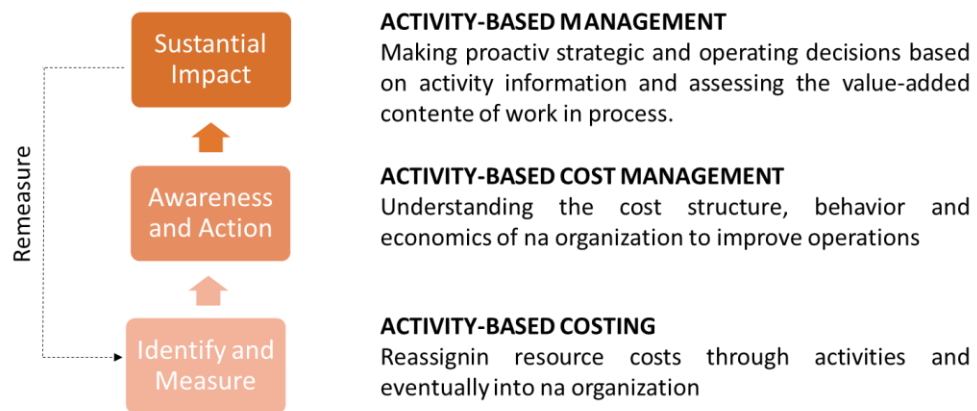 Sustantial
Impact
ACTIVITY-BASED MANAGEMENT
Making proactiv strategic and operating decisions based
on activity information and assessing the value-added
contente of work in process.
Remeasure
Awareness
and Action
ACTIVITY-BASED COST MANAGEMENT
Understanding the cost structure, behavior and
economics of na organization to improve operations
Identify and
Measure
ACTIVITY-BASED COSTING
Reassignin resource costs through activities and
eventually into na organization